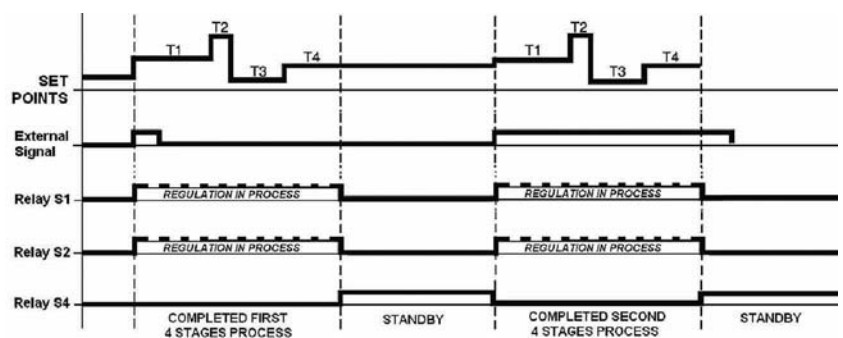 T2
T2
T1
T4
T1
T4
T3
T3
SET
POINTS
External
Signal
Relay S1
REGULATION IN PROCESS
REGULATION IN PROCESS
Relay S2
REGULATION IN PROCESS
REGULATION IN PROCESS
Relay S4
COMPLETED FIRST
4 STAGES PROCESS
STANDBY
COMPLETED SECOND
4 STAGES PROCESS
STANDBY